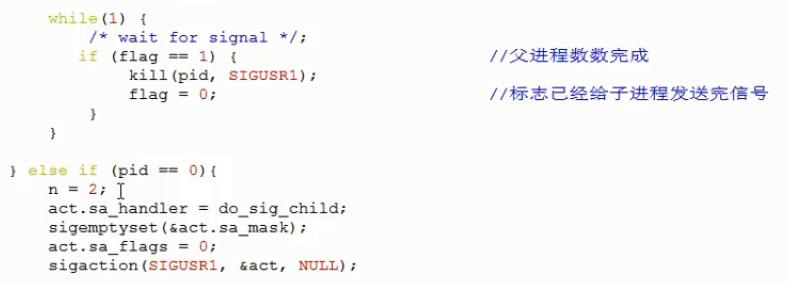 while(1) {
/* wait for signal */;
if (flag == 1) { //父进程数数完成
kill(pid, SIGUSR1);
flag = 0; //标志已经给子进程发送完信号
}
}
} else if (pid == 0){
n = 2;
act.sa_handler = do_sig_child;
sigemptyset(&act.sa_mask);
act.sa_flags = 0;
sigaction(SIGUSR1, &act, NULL);